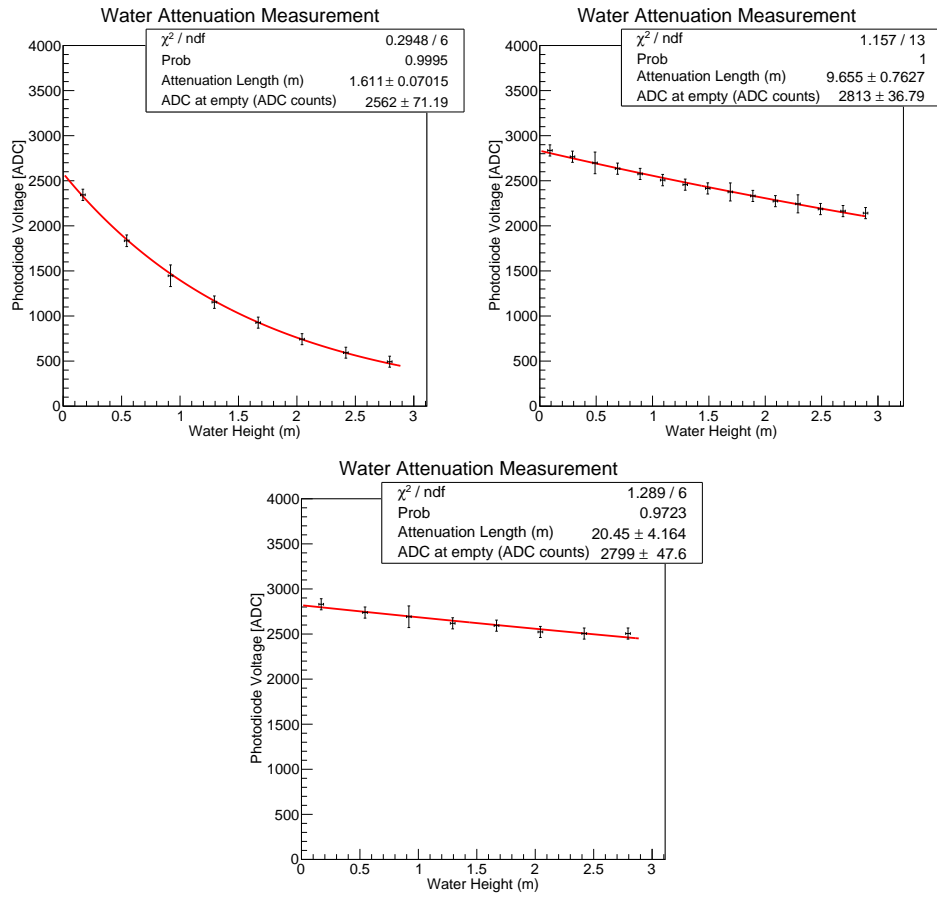 Water Attenuation Measurement
χ² / ndf 0.2948 / 6
Prob 0.9995
Attenuation Length (m) 1.611± 0.07015
ADC at empty (ADC counts) 2562 ± 71.19
Photodiode Voltage [ADC]
4000
3500
3000
2500
2000
1500
1000
500
0
0 0.5 1 1.5 2 2.5 3
Water Height (m)
Water Attenuation Measurement
χ² / ndf 1.157 / 13
Prob 1
Attenuation Length (m) 9.655 ± 0.7627
ADC at empty (ADC counts) 2813 ± 36.79
Photodiode Voltage [ADC]
4000
3500
3000
2500
2000
1500
1000
500
0
0 0.5 1 1.5 2 2.5 3
Water Height (m)
Water Attenuation Measurement
χ² / ndf 1.289 / 6
Prob 0.9723
Attenuation Length (m) 20.45 ± 4.164
ADC at empty (ADC counts) 2799 ± 47.6
Photodiode Voltage [ADC]
4000
3500
3000
2500
2000
1500
1000
500
0
0 0.5 1 1.5 2 2.5 3
Water Height (m)